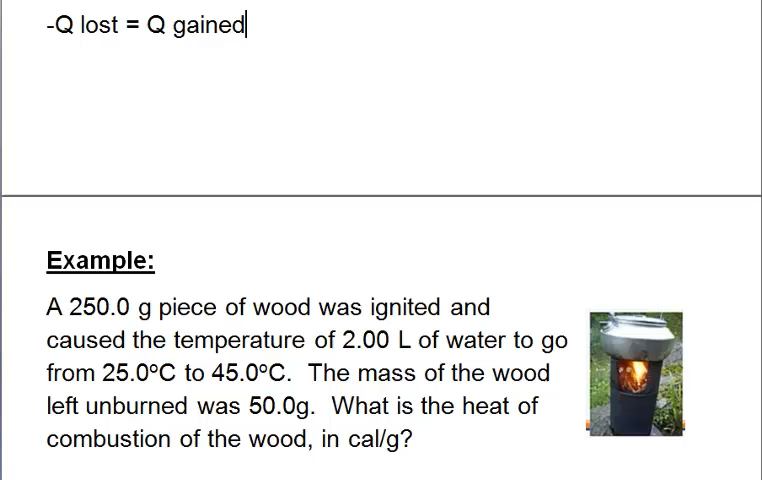 -Q lost = Q gained
Example:
A 250.0 g piece of wood was ignited and
caused the temperature of 2.00 L of water to go
from 25.0ºC to 45.0ºC.  The mass of the wood
left unburned was 50.0g.  What is the heat of
combustion of the wood, in cal/g?